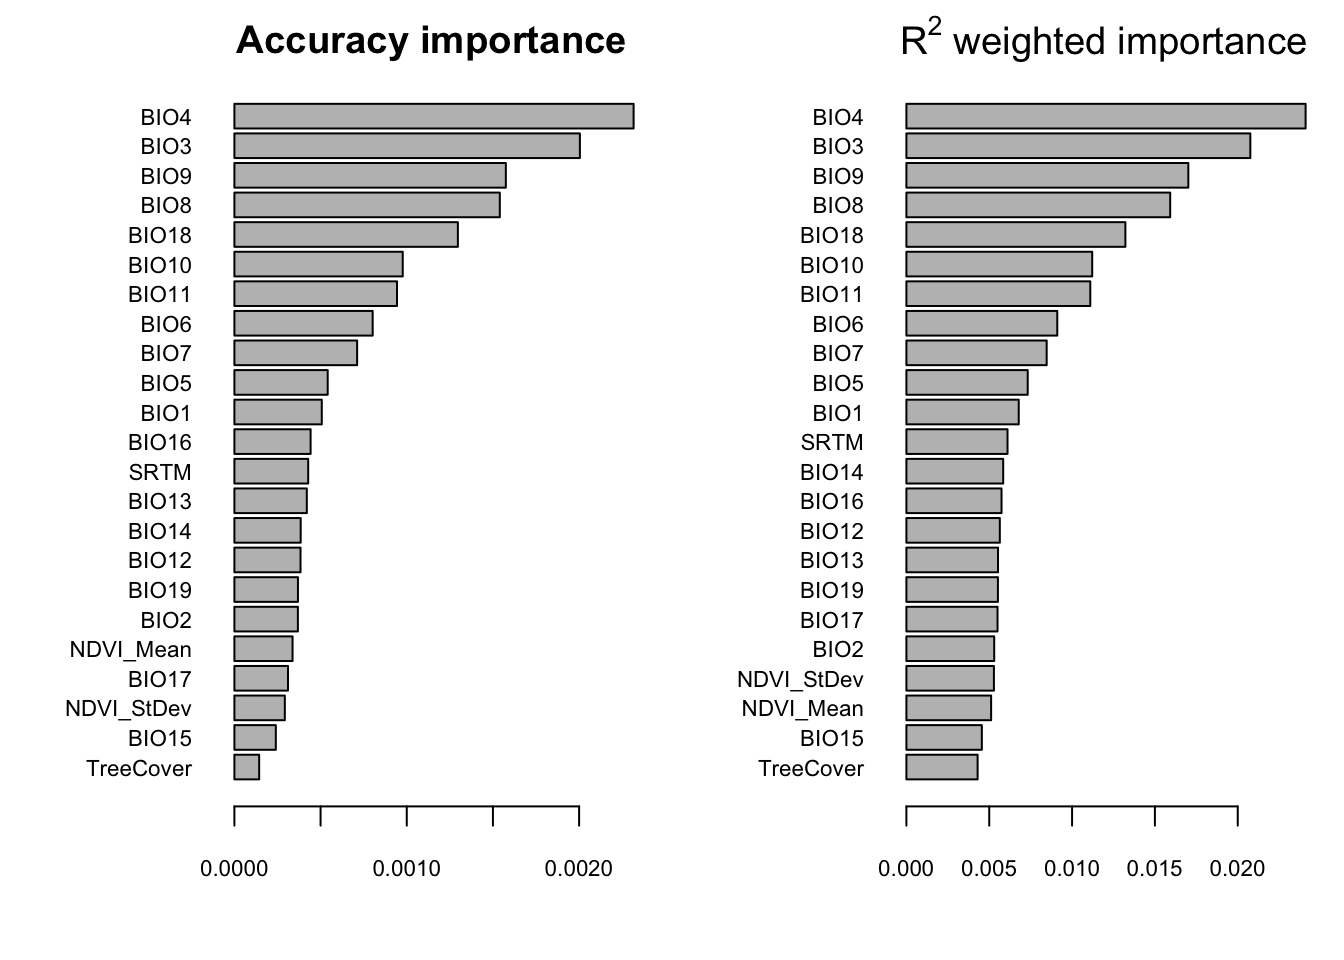 Accuracy importance
BIO4
BIO3
BIO9
BIO8
BIO18
BIO10
BIO11
BIO6
BIO7
BIO5
BIO1
BIO16
SRTM
BIO13
BIO14
BIO12
BIO19
BIO2
NDVI_Mean
BIO17
NDVI_StDev
BIO15
TreeCover
0.0000 0.0010 0.0020
R² weighted importance
BIO4
BIO3
BIO9
BIO8
BIO18
BIO10
BIO11
BIO6
BIO7
BIO5
BIO1
SRTM
BIO14
BIO16
BIO12
BIO13
BIO19
BIO17
BIO2
NDVI_StDev
NDVI_Mean
BIO15
TreeCover
0.000 0.005 0.010 0.015 0.020